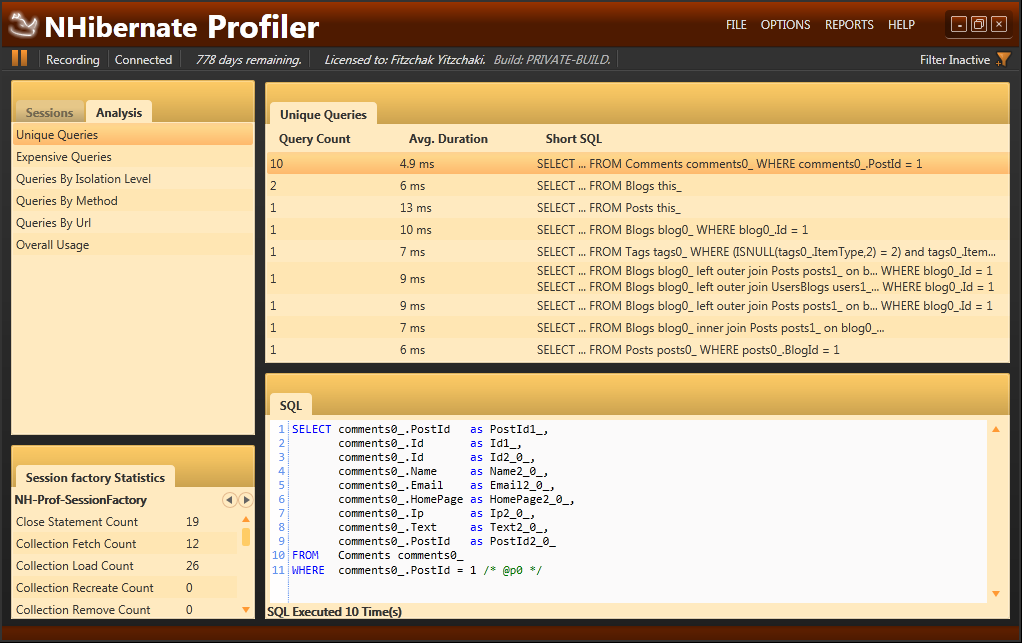 NHibernate Profiler
FILE OPTIONS REPORTS HELP
Recording Connected 778 days remaining. Licensed to: Fitzchak Yitzchaki. Build: PRIVATE-BUILD. Filter Inactive
Sessions Analysis
Unique Queries
Expensive Queries
Queries By Isolation Level
Queries By Method
Queries By Url
Overall Usage
Session factory Statistics
NH-Prof-SessionFactory
Close Statement Count 19
Collection Fetch Count 12
Collection Load Count 26
Collection Recreate Count 0
Collection Remove Count 0
Unique Queries
Query Count Avg. Duration Short SQL
10 4.9 ms SELECT ... FROM Comments comments0_ WHERE comments0_.PostId = 1
2 6 ms SELECT ... FROM Blogs this_
1 13 ms SELECT ... FROM Posts this_
1 10 ms SELECT ... FROM Blogs blog0_ WHERE blog0_.Id = 1
1 7 ms SELECT ... FROM Tags tags0_ WHERE (ISNULL(tags0_.ItemType,2) = 2) and tags0_.Item...
1 9 ms SELECT ... FROM Blogs blog0_ left outer join Posts posts1_ on b... WHERE blog0_.Id = 1
SELECT ... FROM Blogs blog0_ left outer join UsersBlogs users1_... WHERE blog0_.Id = 1
1 9 ms SELECT ... FROM Blogs blog0_ left outer join Posts posts1_ on b... WHERE blog0_.Id = 1
1 7 ms SELECT ... FROM Blogs blog0_ inner join Posts posts1_ on blog0_...
1 6 ms SELECT ... FROM Posts posts0_ WHERE posts0_.BlogId = 1
SQL
1 SELECT comments0_.PostId as PostId1_,
2 comments0_.Id as Id1_,
3 comments0_.Id as Id2_0_,
4 comments0_.Name as Name2_0_,
5 comments0_.Email as Email2_0_,
6 comments0_.HomePage as HomePage2_0_,
7 comments0_.Ip as Ip2_0_,
8 comments0_.Text as Text2_0_,
9 comments0_.PostId as PostId2_0_
10 FROM Comments comments0_
11 WHERE comments0_.PostId = 1 /* @p0 */
SQL Executed 10 Time(s)